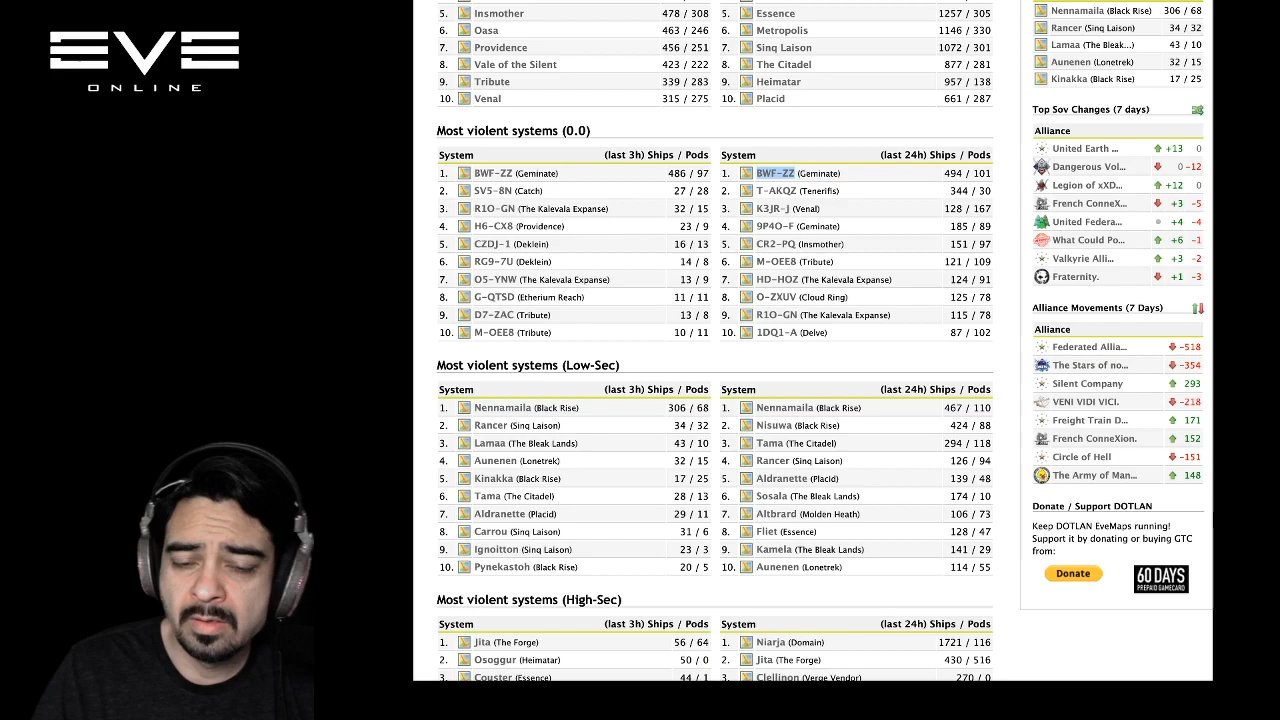 EVE
ONLINE
5. Insmother 478 / 308
6. Oasa 463 / 246
7. Providence 456 / 251
8. Vale of the Silent 423 / 222
9. Tribute 339 / 283
10. Venal 315 / 275
5. Essence 1257 / 305
6. Metropolis 1146 / 330
7. Sinq Laison 1072 / 301
8. The Citadel 877 / 281
9. Heimatar 957 / 138
10. Placid 661 / 287
Most violent systems (0.0)
System (last 3h) Ships / Pods
1. BWF-ZZ (Geminate) 486 / 97
2. SV5-8N (Catch) 27 / 28
3. R1O-GN (The Kalevala Expanse) 32 / 15
4. H6-CX8 (Providence) 23 / 9
5. CZDJ-1 (Deklein) 16 / 13
6. RG9-7U (Deklein) 14 / 8
7. O5-YNW (The Kalevala Expanse) 13 / 9
8. G-QTSD (Etherium Reach) 11 / 11
9. D7-ZAC (Tribute) 13 / 8
10. M-OEE8 (Tribute) 10 / 11
System (last 24h) Ships / Pods
1. BWF-ZZ (Geminate) 494 / 101
2. T-AKQZ (Tenerifis) 344 / 30
3. K3JR-J (Venal) 128 / 167
4. 9P4O-F (Geminate) 185 / 89
5. CR2-PQ (Insmother) 151 / 97
6. M-OEE8 (Tribute) 121 / 109
7. HD-HOZ (The Kalevala Expanse) 124 / 91
8. O-ZXUV (Cloud Ring) 125 / 78
9. R1O-GN (The Kalevala Expanse) 115 / 78
10. 1DQ1-A (Delve) 87 / 102
Most violent systems (Low-Sec)
System (last 3h) Ships / Pods
1. Nennamaila (Black Rise) 306 / 68
2. Rancer (Sinq Laison) 34 / 32
3. Lamaa (The Bleak Lands) 43 / 10
4. Aunenen (Lonetrek) 32 / 15
5. Kinakka (Black Rise) 17 / 25
6. Tama (The Citadel) 28 / 13
7. Aldranette (Placid) 29 / 11
8. Carrou (Sinq Laison) 31 / 6
9. Ignoitton (Sinq Laison) 23 / 3
10. Pynekastoh (Black Rise) 20 / 5
System (last 24h) Ships / Pods
1. Nennamaila (Black Rise) 467 / 110
2. Nisuwa (Black Rise) 424 / 88
3. Tama (The Citadel) 294 / 118
4. Rancer (Sinq Laison) 126 / 94
5. Aldranette (Placid) 139 / 48
6. Sosala (The Bleak Lands) 174 / 10
7. Altbrard (Molden Heath) 106 / 73
8. Fliet (Essence) 128 / 47
9. Kamela (The Bleak Lands) 141 / 29
10. Aunenen (Lonetrek) 114 / 55
Most violent systems (High-Sec)
System (last 3h) Ships / Pods
1. Jita (The Forge) 56 / 64
2. Osoggur (Heimatar) 50 / 0
3. Couster (Essence) 44 / 1
System (last 24h) Ships / Pods
1. Niarja (Domain) 1721 / 116
2. Jita (The Forge) 430 / 516
3. Clellinon (Verge Vendor) 270 / 0
Nennamaila (Black Rise) 306 / 68
Rancer (Sinq Laison) 34 / 32
Lamaa (The Bleak...) 43 / 10
Aunenen (Lonetrek) 32 / 15
Kinakka (Black Rise) 17 / 25
Top Sov Changes (7 days)
Alliance
United Earth ... +13 0
Dangerous Vol... 0 -12
Legion of xXD... +12 0
French ConneX... +3 -5
United Federa... +4 -4
What Could Po... +6 -1
Valkyrie Alli... +3 -2
Fraternity. +1 -3
Alliance Movements (7 Days)
Alliance
Federated Allia... -518
The Stars of no... -354
Silent Company 293
VENI VIDI VICI. -218
Freight Train D... 171
French ConneXion. 152
Circle of Hell -151
The Army of Man... 148
Donate / Support DOTLAN
Keep DOTLAN EveMaps running!
Support it by donating or buying GTC
from:
Donate
60 DAYS
PREPAID GAMECARD